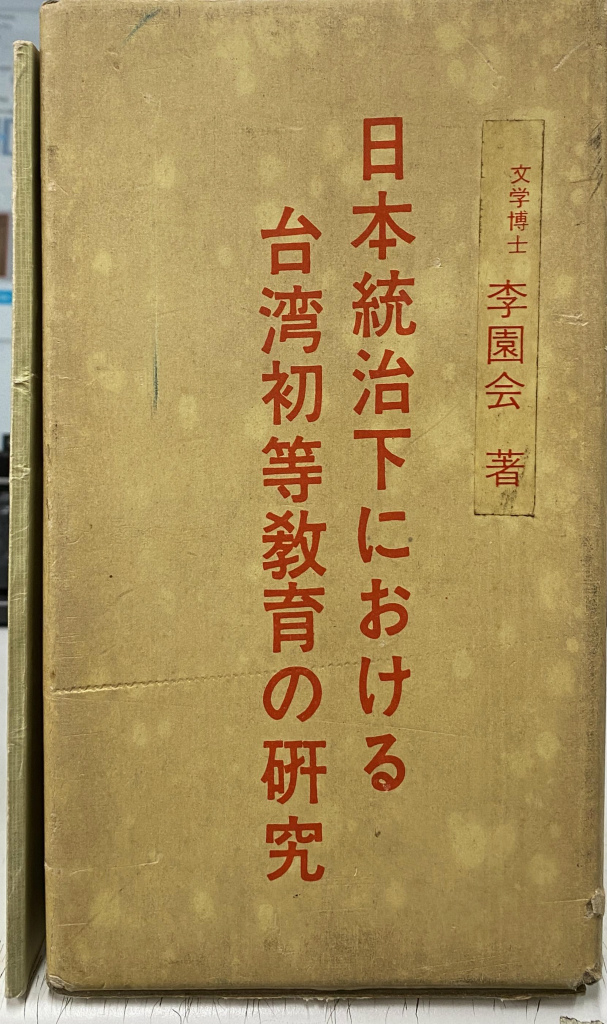 文学博士 李園会 著
日本統治下における
台湾初等教育の研究